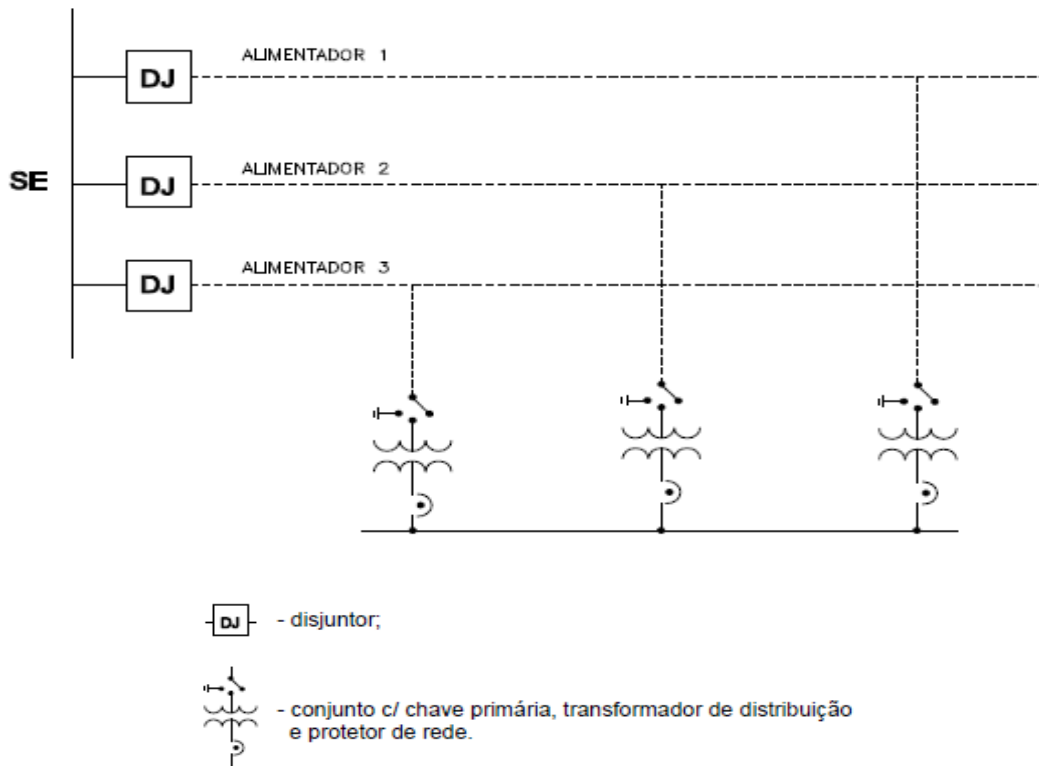 ALIMENTADOR 1
DJ
ALIMENTADOR 2
SE
DJ
ALIMENTADOR 3
DJ
DJ - disjuntor;
- conjunto c/ chave primária, transformador de distribuição
e protetor de rede.